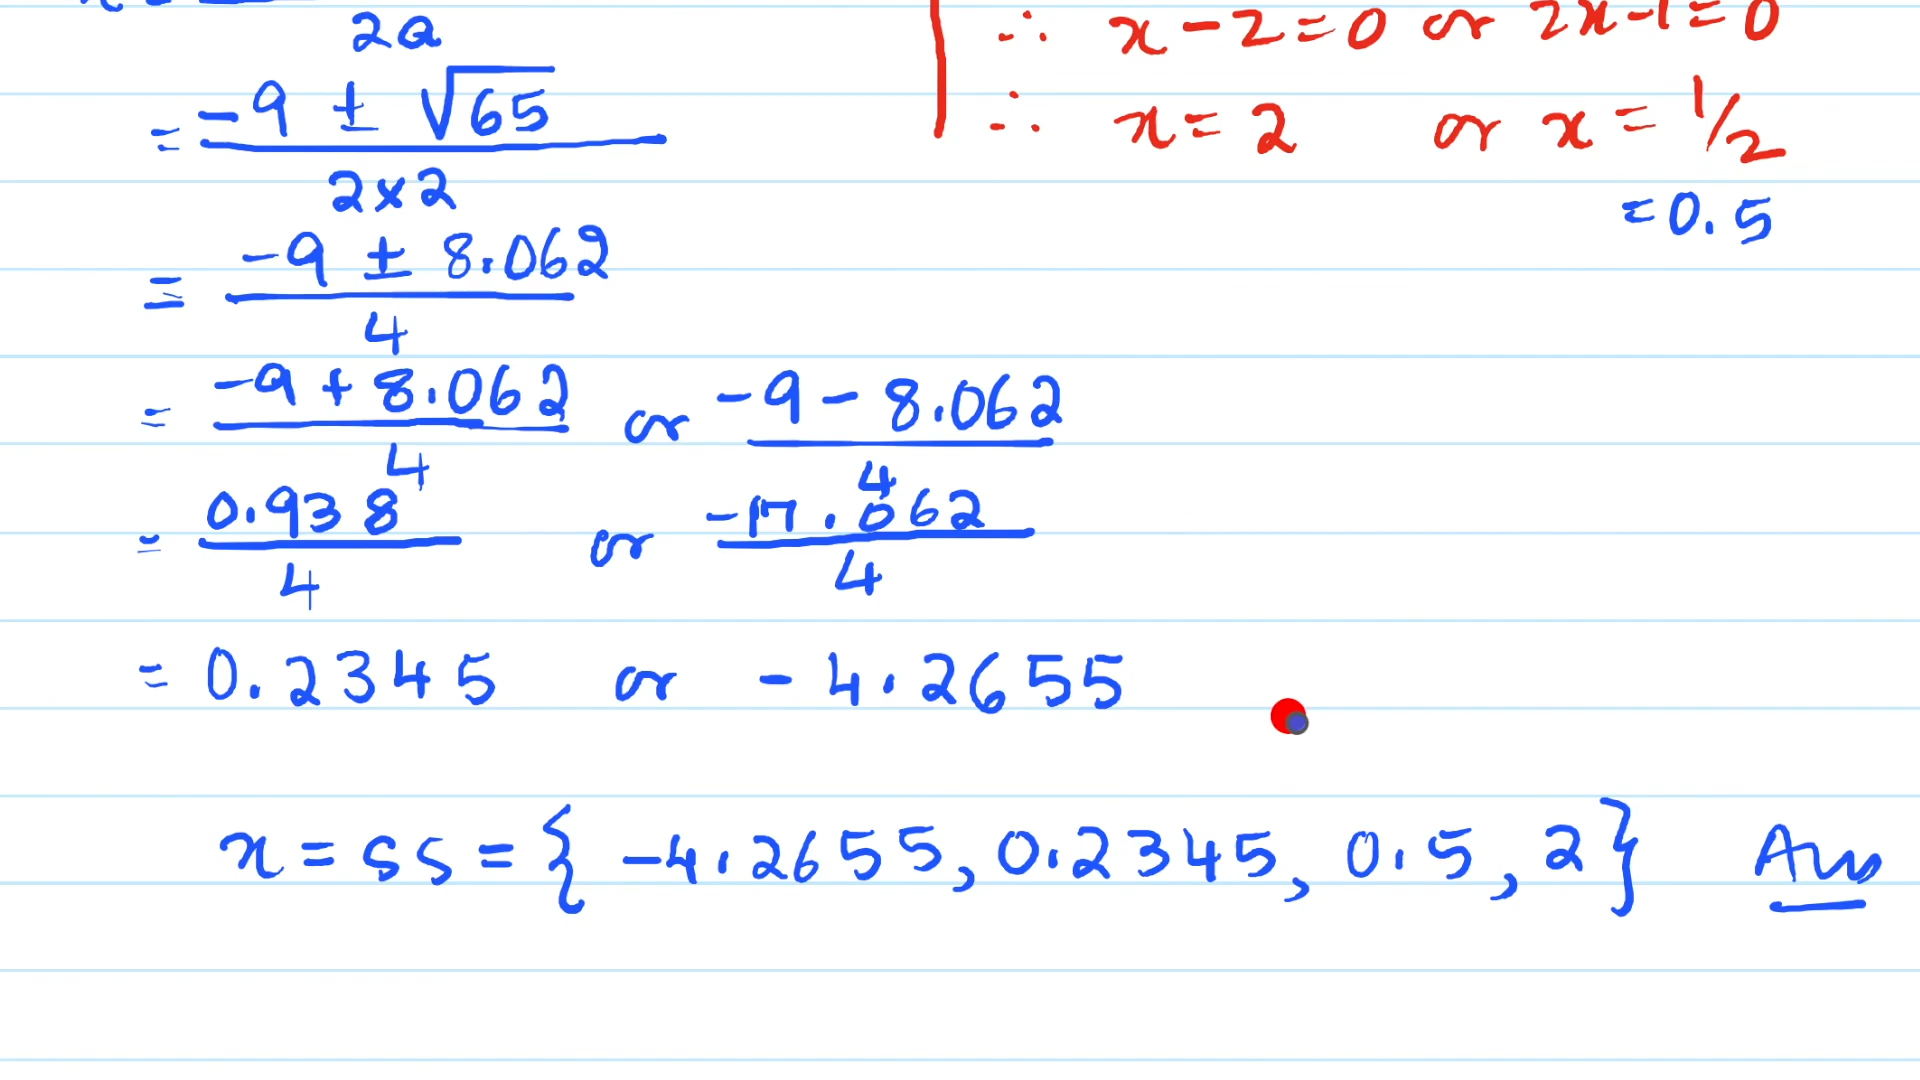 2a
= -9 ± √65
2×2
= -9 ± 8.062
4
= -9 + 8.062 or -9 - 8.062
4 4
= 0.938 or -17.062
4 4
= 0.2345 or -4.2655
∴ x-2=0 or 2x-1=0
∴ x=2 or x=1/2
=0.5
x = SS = { -4.2655, 0.2345, 0.5, 2 } Ans